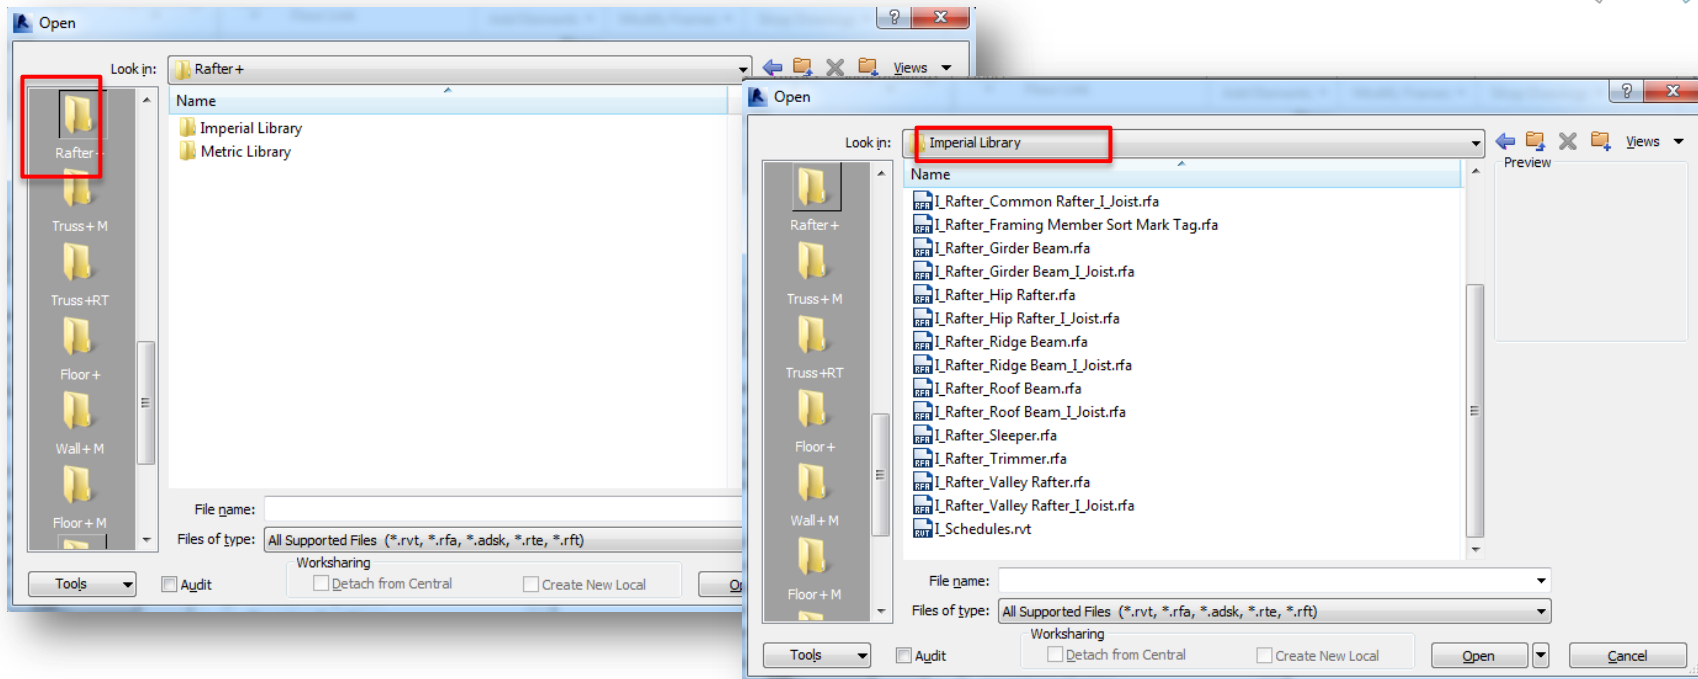 Open
Look in:
Rafter+
Views
Name
Imperial Library
Metric Library
Rafter+
Truss+M
Truss+RT
Floor+
Wall+M
Floor+M
File name:
Files of type:
All Supported Files (*.rvt, *.rfa, *.adsk, *.rte, *.rft)
Worksharing
Tools
Audit
Detach from Central
Create New Local
Open
Look in:
Imperial Library
Views
Preview
Name
I_Rafter_Common Rafter_I_Joist.rfa
I_Rafter_Framing Member Sort Mark Tag.rfa
I_Rafter_Girder Beam.rfa
I_Rafter_Girder Beam_I_Joist.rfa
I_Rafter_Hip Rafter.rfa
I_Rafter_Hip Rafter_I_Joist.rfa
I_Rafter_Ridge Beam.rfa
I_Rafter_Ridge Beam_I_Joist.rfa
I_Rafter_Roof Beam.rfa
I_Rafter_Roof Beam_I_Joist.rfa
I_Rafter_Sleeper.rfa
I_Rafter_Trimmer.rfa
I_Rafter_Valley Rafter.rfa
I_Rafter_Valley Rafter_I_Joist.rfa
I_Schedules.rvt
Rafter+
Truss+M
Truss+RT
Floor+
Wall+M
Floor+M
File name:
Files of type:
All Supported Files (*.rvt, *.rfa, *.adsk, *.rte, *.rft)
Worksharing
Tools
Audit
Detach from Central
Create New Local
Open
Cancel